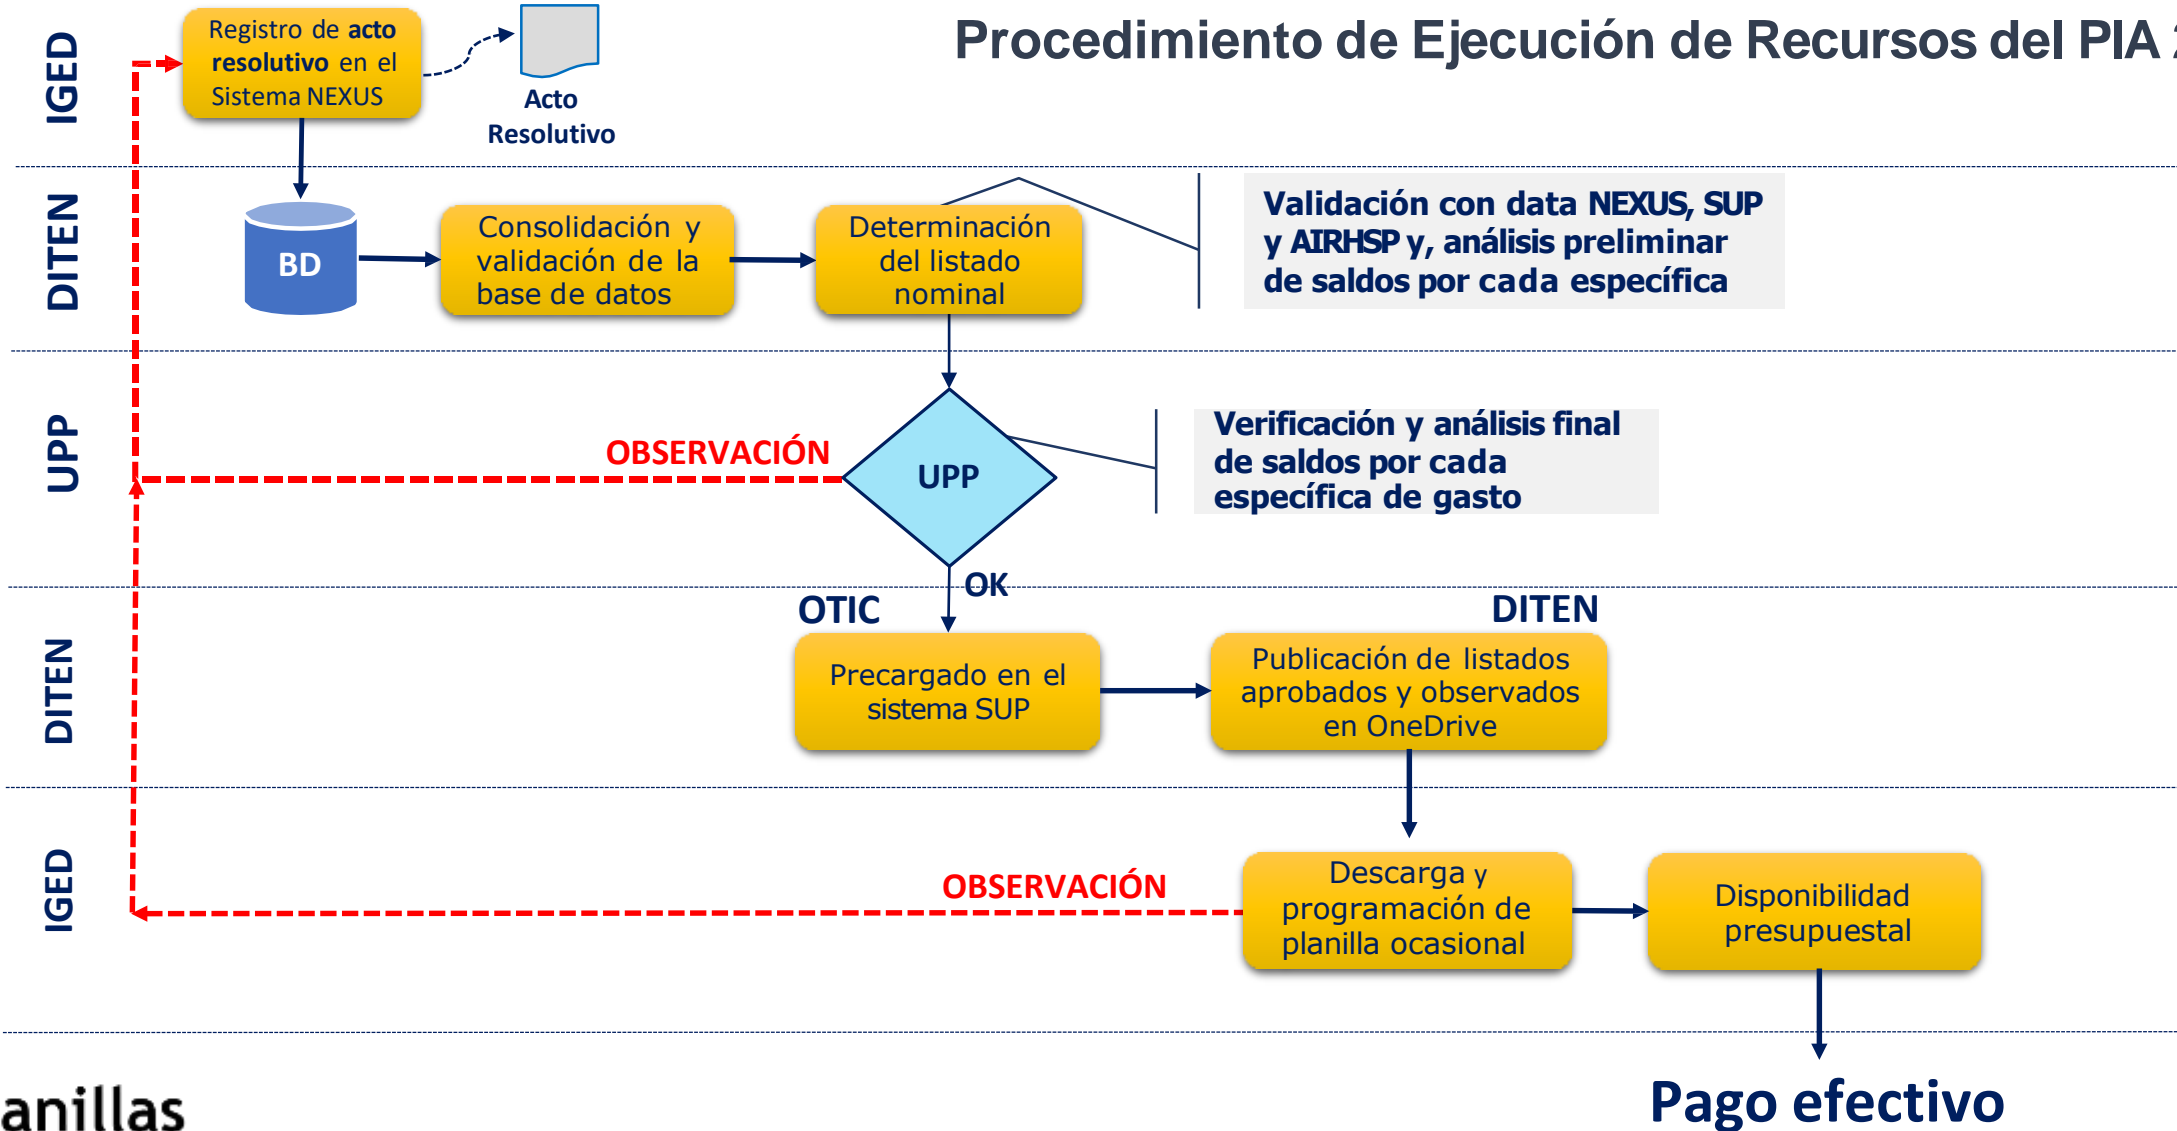 Procedimiento de Ejecución de Recursos del PIA 2
IGED
Registro de acto
resolutivo en el
Sistema NEXUS
Acto
Resolutivo
DITEN
BD
Consolidación y
validación de la
base de datos
Determinación
del listado
nominal
Validación con data NEXUS, SUP
y AIRHSP y, análisis preliminar
de saldos por cada específica
UPP
OBSERVACIÓN
UPP
Verificación y análisis final
de saldos por cada
específica de gasto
OK
DITEN
OTIC
Precargado en el
sistema SUP
DITEN
Publicación de listados
aprobados y observados
en OneDrive
IGED
OBSERVACIÓN
Descarga y
programación de
planilla ocasional
Disponibilidad
presupuestal
Pago efectivo
anillas